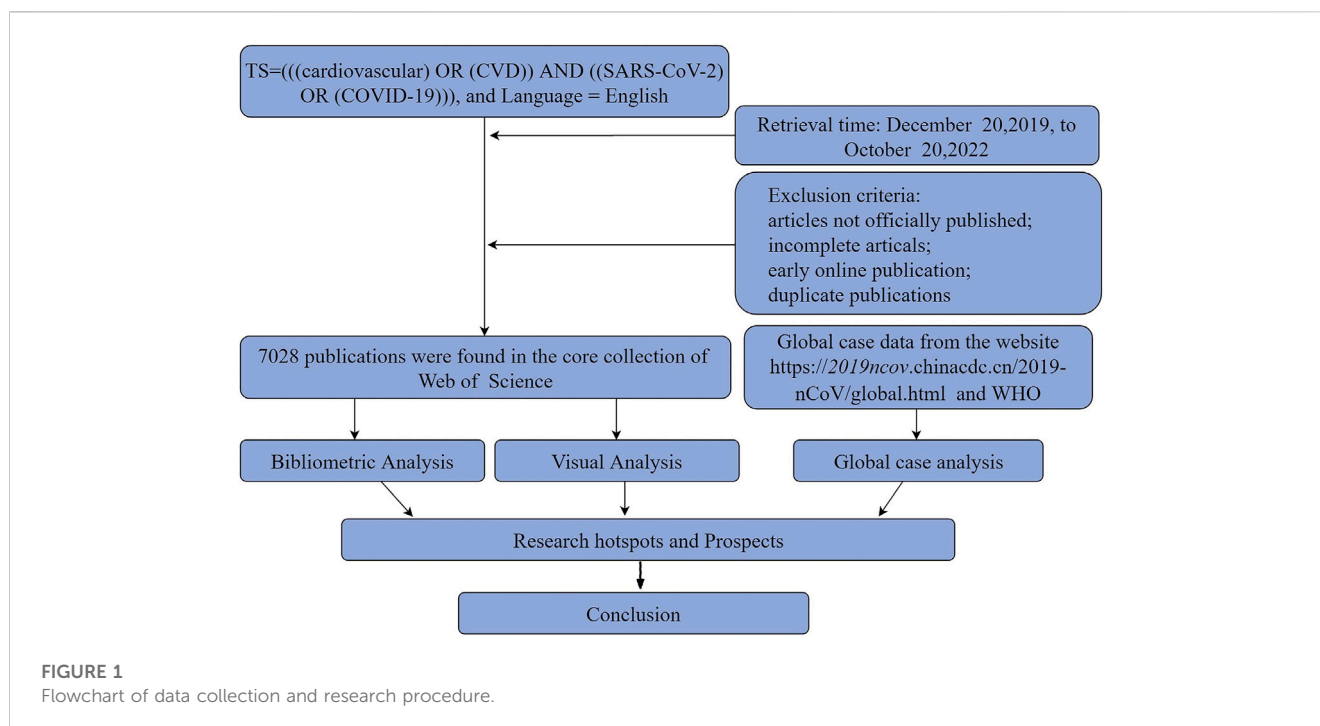 TS=(((cardiovascular) OR (CVD)) AND ((SARS-CoV-2)
OR (COVID-19))), and Language = English
Retrieval time: December 20,2019, to
October 20,2022
Exclusion criteria:
articles not officially published;
incomplete articals;
early online publication;
duplicate publications
7028 publications were found in the core collection of
Web of Science
Global case data from the website
https://2019ncov.chinacdc.cn/2019-
nCoV/global.html and WHO
Bibliometric Analysis
Visual Analysis
Global case analysis
Research hotspots and Prospects
Conclusion
FIGURE 1
Flowchart of data collection and research procedure.